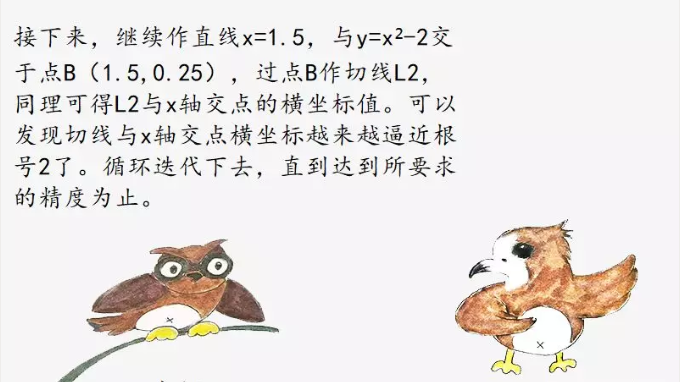 接下来，继续作直线x=1.5，与y=x²-2交
于点B（1.5,0.25），过点B作切线L2，
同理可得L2与x轴交点的横坐标值。可以
发现切线与x轴交点横坐标越来越逼近根
号2了。循环迭代下去，直到达到所要求
的精度为止。